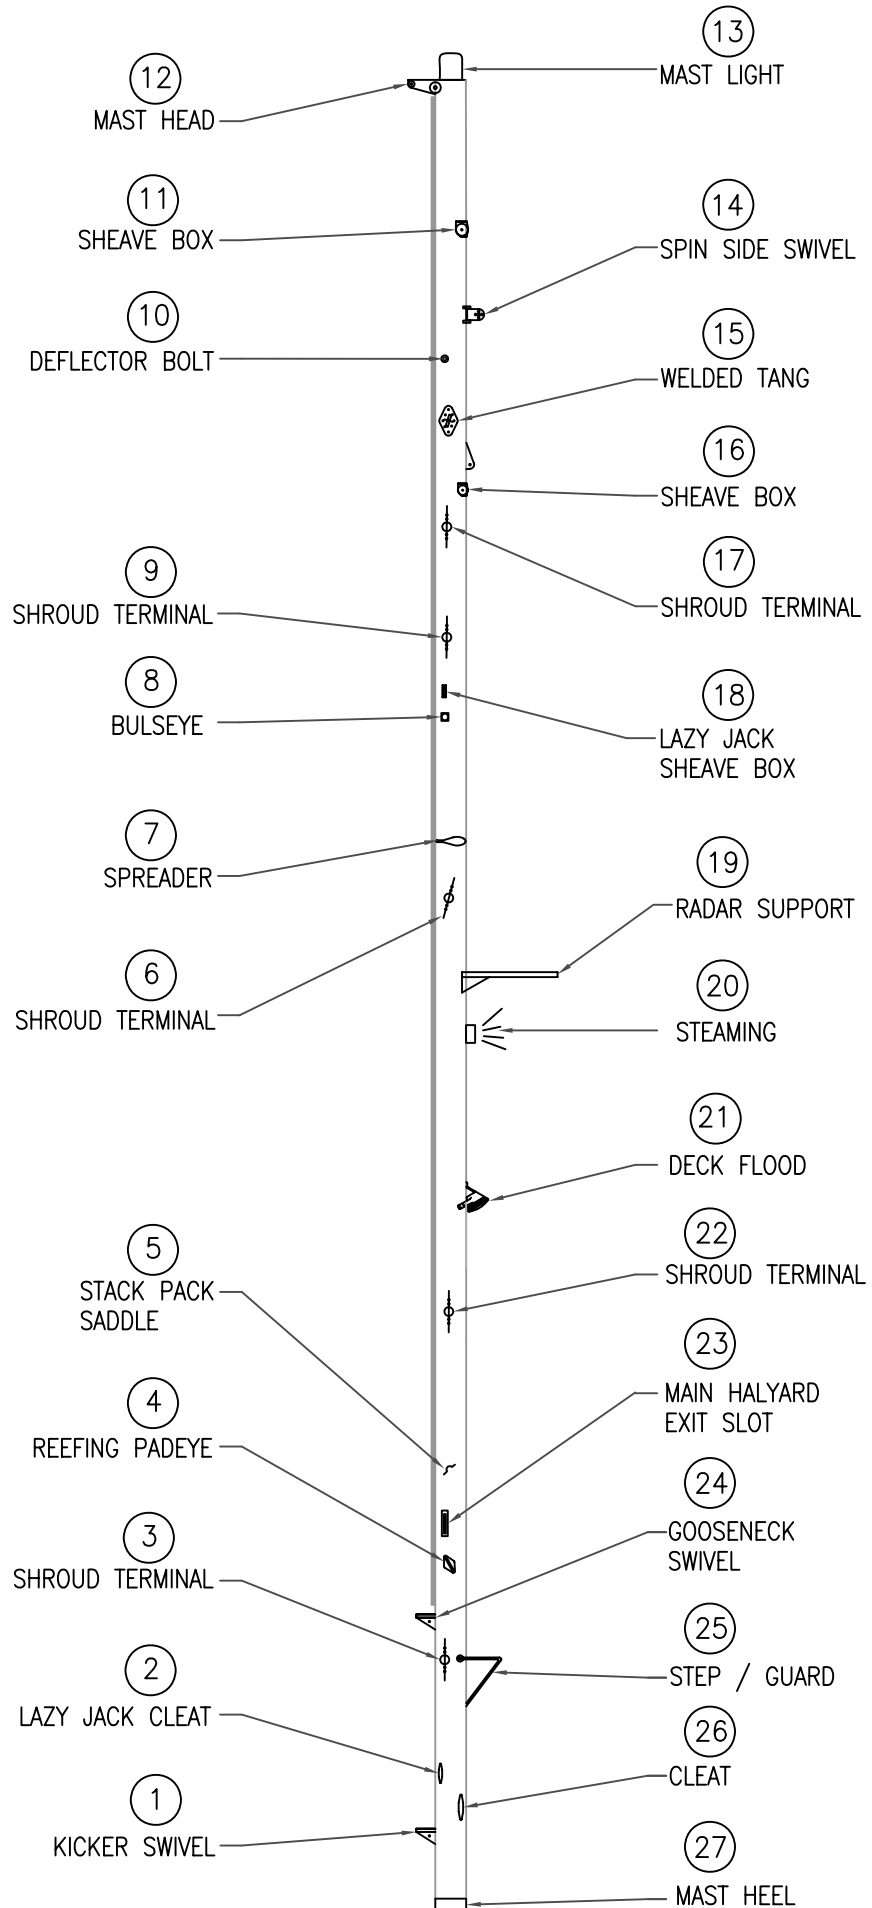 13
MAST LIGHT
12
MAST HEAD
11
SHEAVE BOX
14
SPIN SIDE SWIVEL
10
DEFLECTOR BOLT
15
WELDED TANG
16
SHEAVE BOX
17
SHROUD TERMINAL
9
SHROUD TERMINAL
8
BULSEYE
18
LAZY JACK
SHEAVE BOX
7
SPREADER
19
RADAR SUPPORT
6
SHROUD TERMINAL
20
STEAMING
21
DECK FLOOD
5
STACK PACK
SADDLE
22
SHROUD TERMINAL
23
MAIN HALYARD
EXIT SLOT
4
REEFING PADEYE
24
GOOSENECK
SWIVEL
3
SHROUD TERMINAL
25
STEP / GUARD
2
LAZY JACK CLEAT
26
CLEAT
1
KICKER SWIVEL
27
MAST HEEL